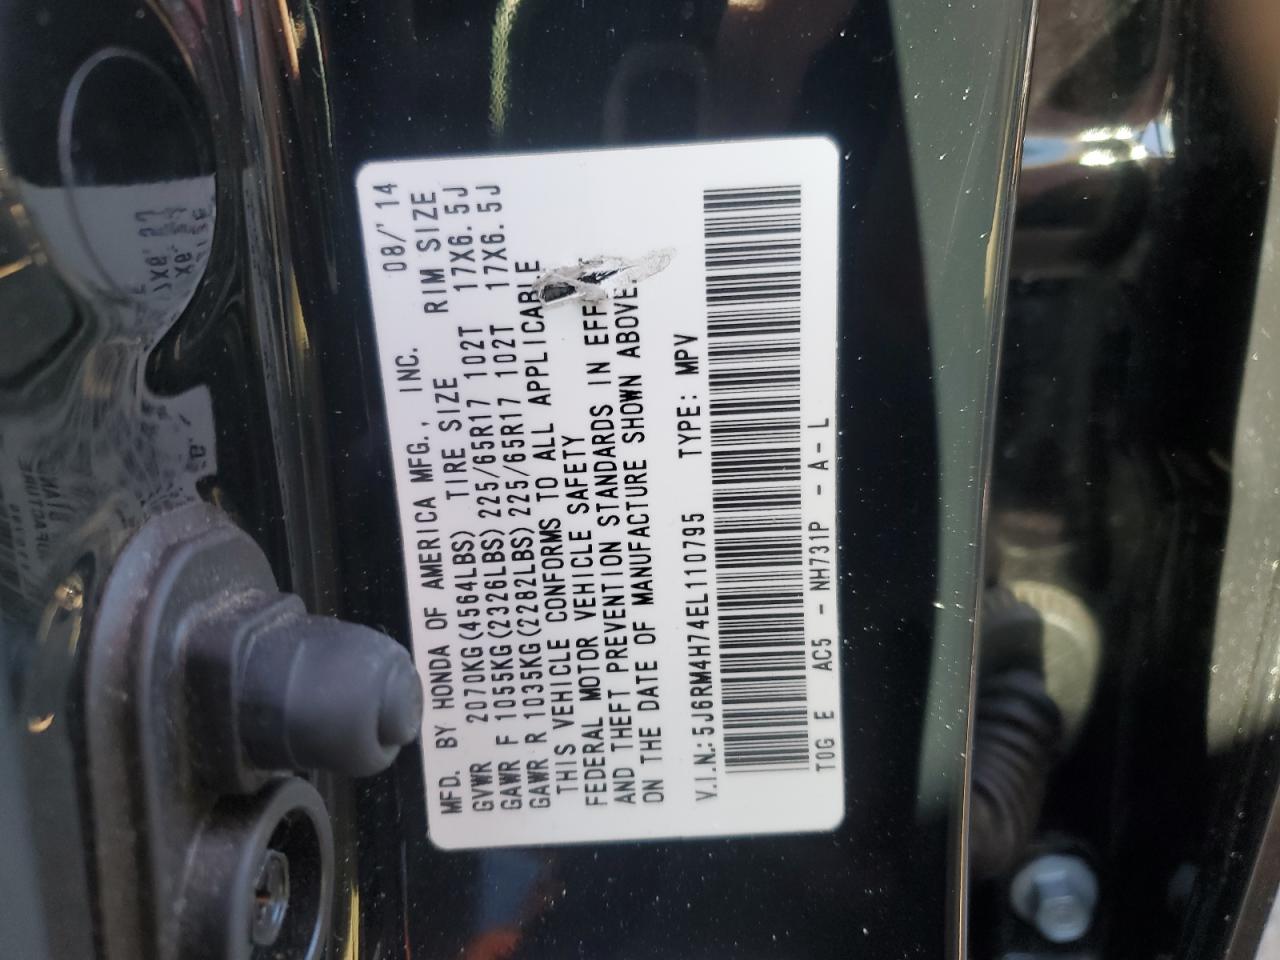 MFD. BY HONDA OF AMERICA MFG., INC. 08/'14
GVWR 2070KG(4564LBS) TIRE SIZE RIM SIZE
GAWR F 1055KG(2326LBS) 225/65R17 102T 17X6.5J
GAWR R 1035KG(2282LBS) 225/65R17 102T 17X6.5J
THIS VEHICLE CONFORMS TO ALL APPLICABLE
FEDERAL MOTOR VEHICLE SAFETY
AND THEFT PREVENTION STANDARDS IN EFF
ON THE DATE OF MANUFACTURE SHOWN ABOVE.
V.I.N.: 5J6RM4H74EL110795 TYPE: MPV
T0G E AC5 - NH731P - A - L